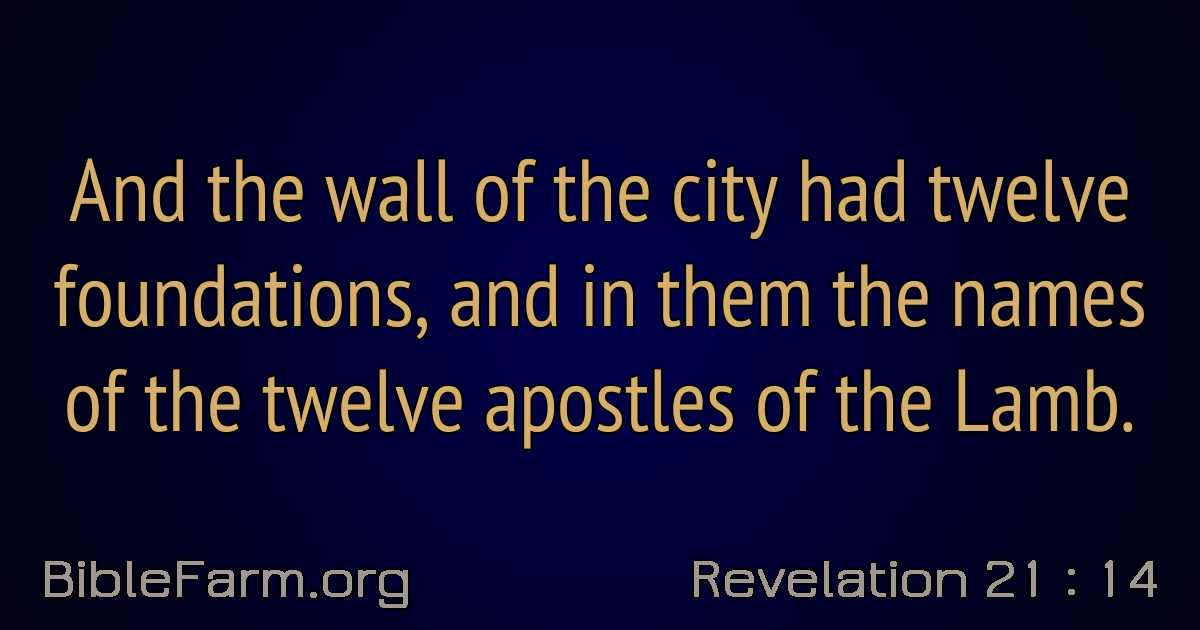 And the wall of the city had twelve
foundations, and in them the names
of the twelve apostles of the Lamb.
BibleFarm.org
Revelation 21 : 14